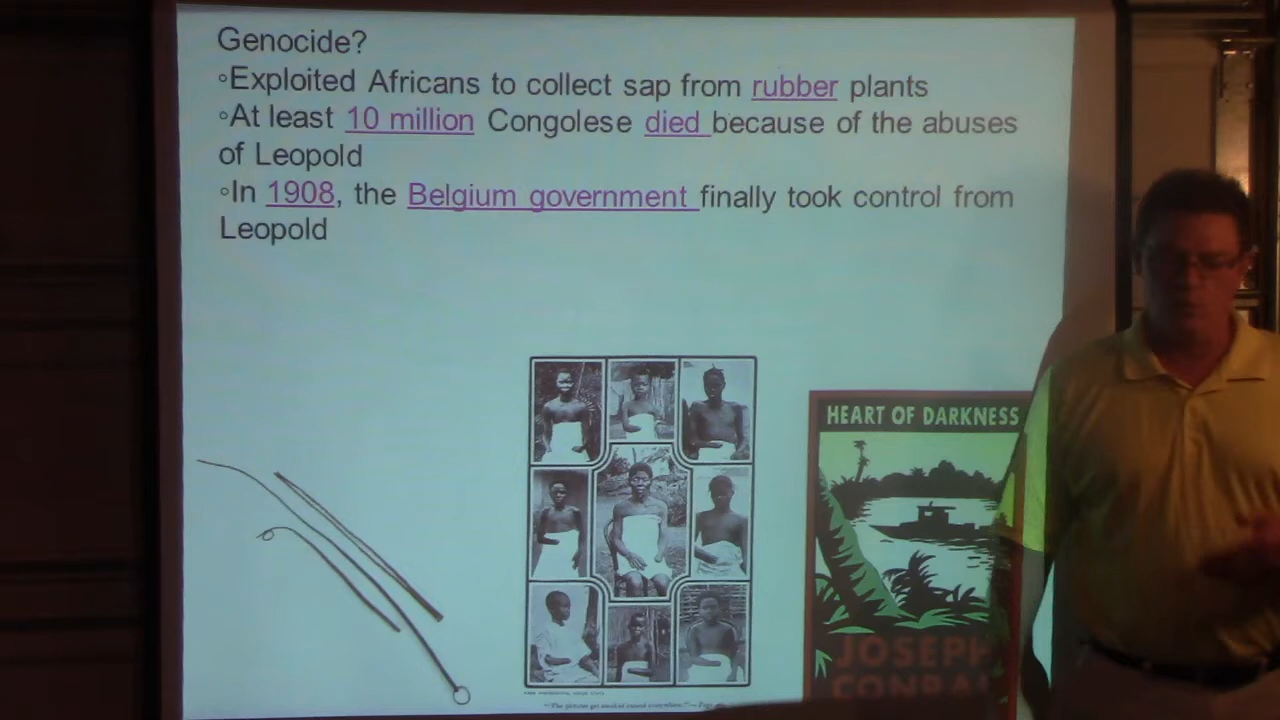 Genocide?
◦Exploited Africans to collect sap from rubber plants
◦At least 10 million Congolese died because of the abuses
of Leopold
◦In 1908, the Belgium government finally took control from
Leopold
HEART OF DARKNESS
JOSEPH